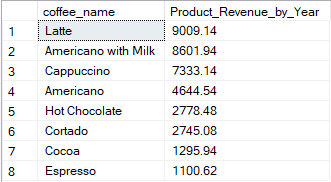 coffee_name Product_Revenue_by_Year
1 Latte 9009.14
2 Americano with Milk 8601.94
3 Cappuccino 7333.14
4 Americano 4644.54
5 Hot Chocolate 2778.48
6 Cortado 2745.08
7 Cocoa 1295.94
8 Espresso 1100.62